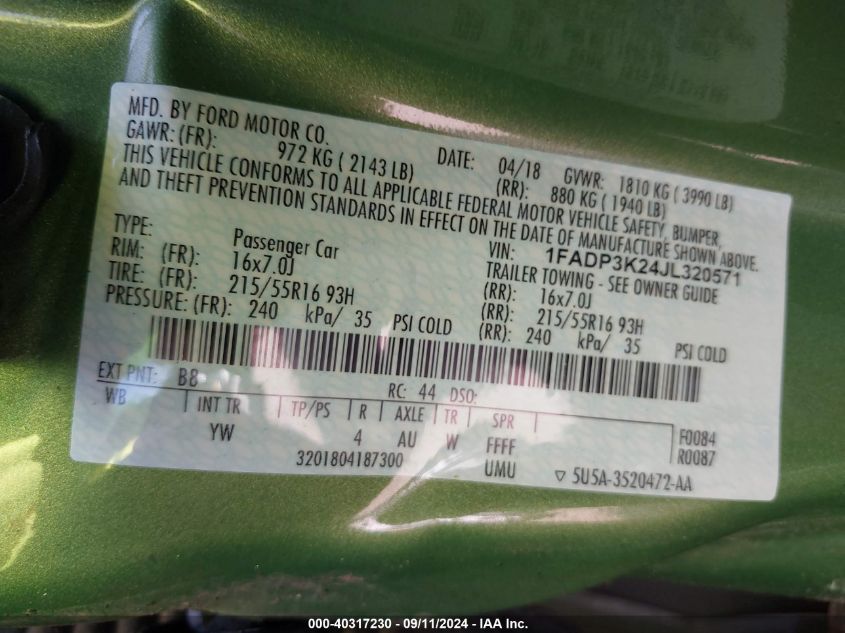 MFD. BY FORD MOTOR CO.
DATE: 04/18 GVWR: 1810 KG ( 3990 LB)
GAWR: (FR): 972 KG ( 2143 LB) (RR): 880 KG ( 1940 LB)
THIS VEHICLE CONFORMS TO ALL APPLICABLE FEDERAL MOTOR VEHICLE SAFETY, BUMPER,
AND THEFT PREVENTION STANDARDS IN EFFECT ON THE DATE OF MANUFACTURE SHOWN ABOVE.
VIN: 1FADP3K24JL320571
TYPE: Passenger Car TRAILER TOWING - SEE OWNER GUIDE
RIM: (FR): 16x7.0J (RR): 16x7.0J
TIRE: (FR): 215/55R16 93H (RR): 215/55R16 93H
PRESSURE: (FR): 240 kPa/ 35 PSI COLD (RR): 240 kPa/ 35 PSI COLD
EXT PNT: B8 RC: 44 DSO:
WB INT TR TP/PS R AXLE TR SPR
YW 4 AU W FFFF F0084
3201804187300 UMU R0087
▽ 5U5A-3520472-AA
000-40317230 - 09/11/2024 - IAA Inc.